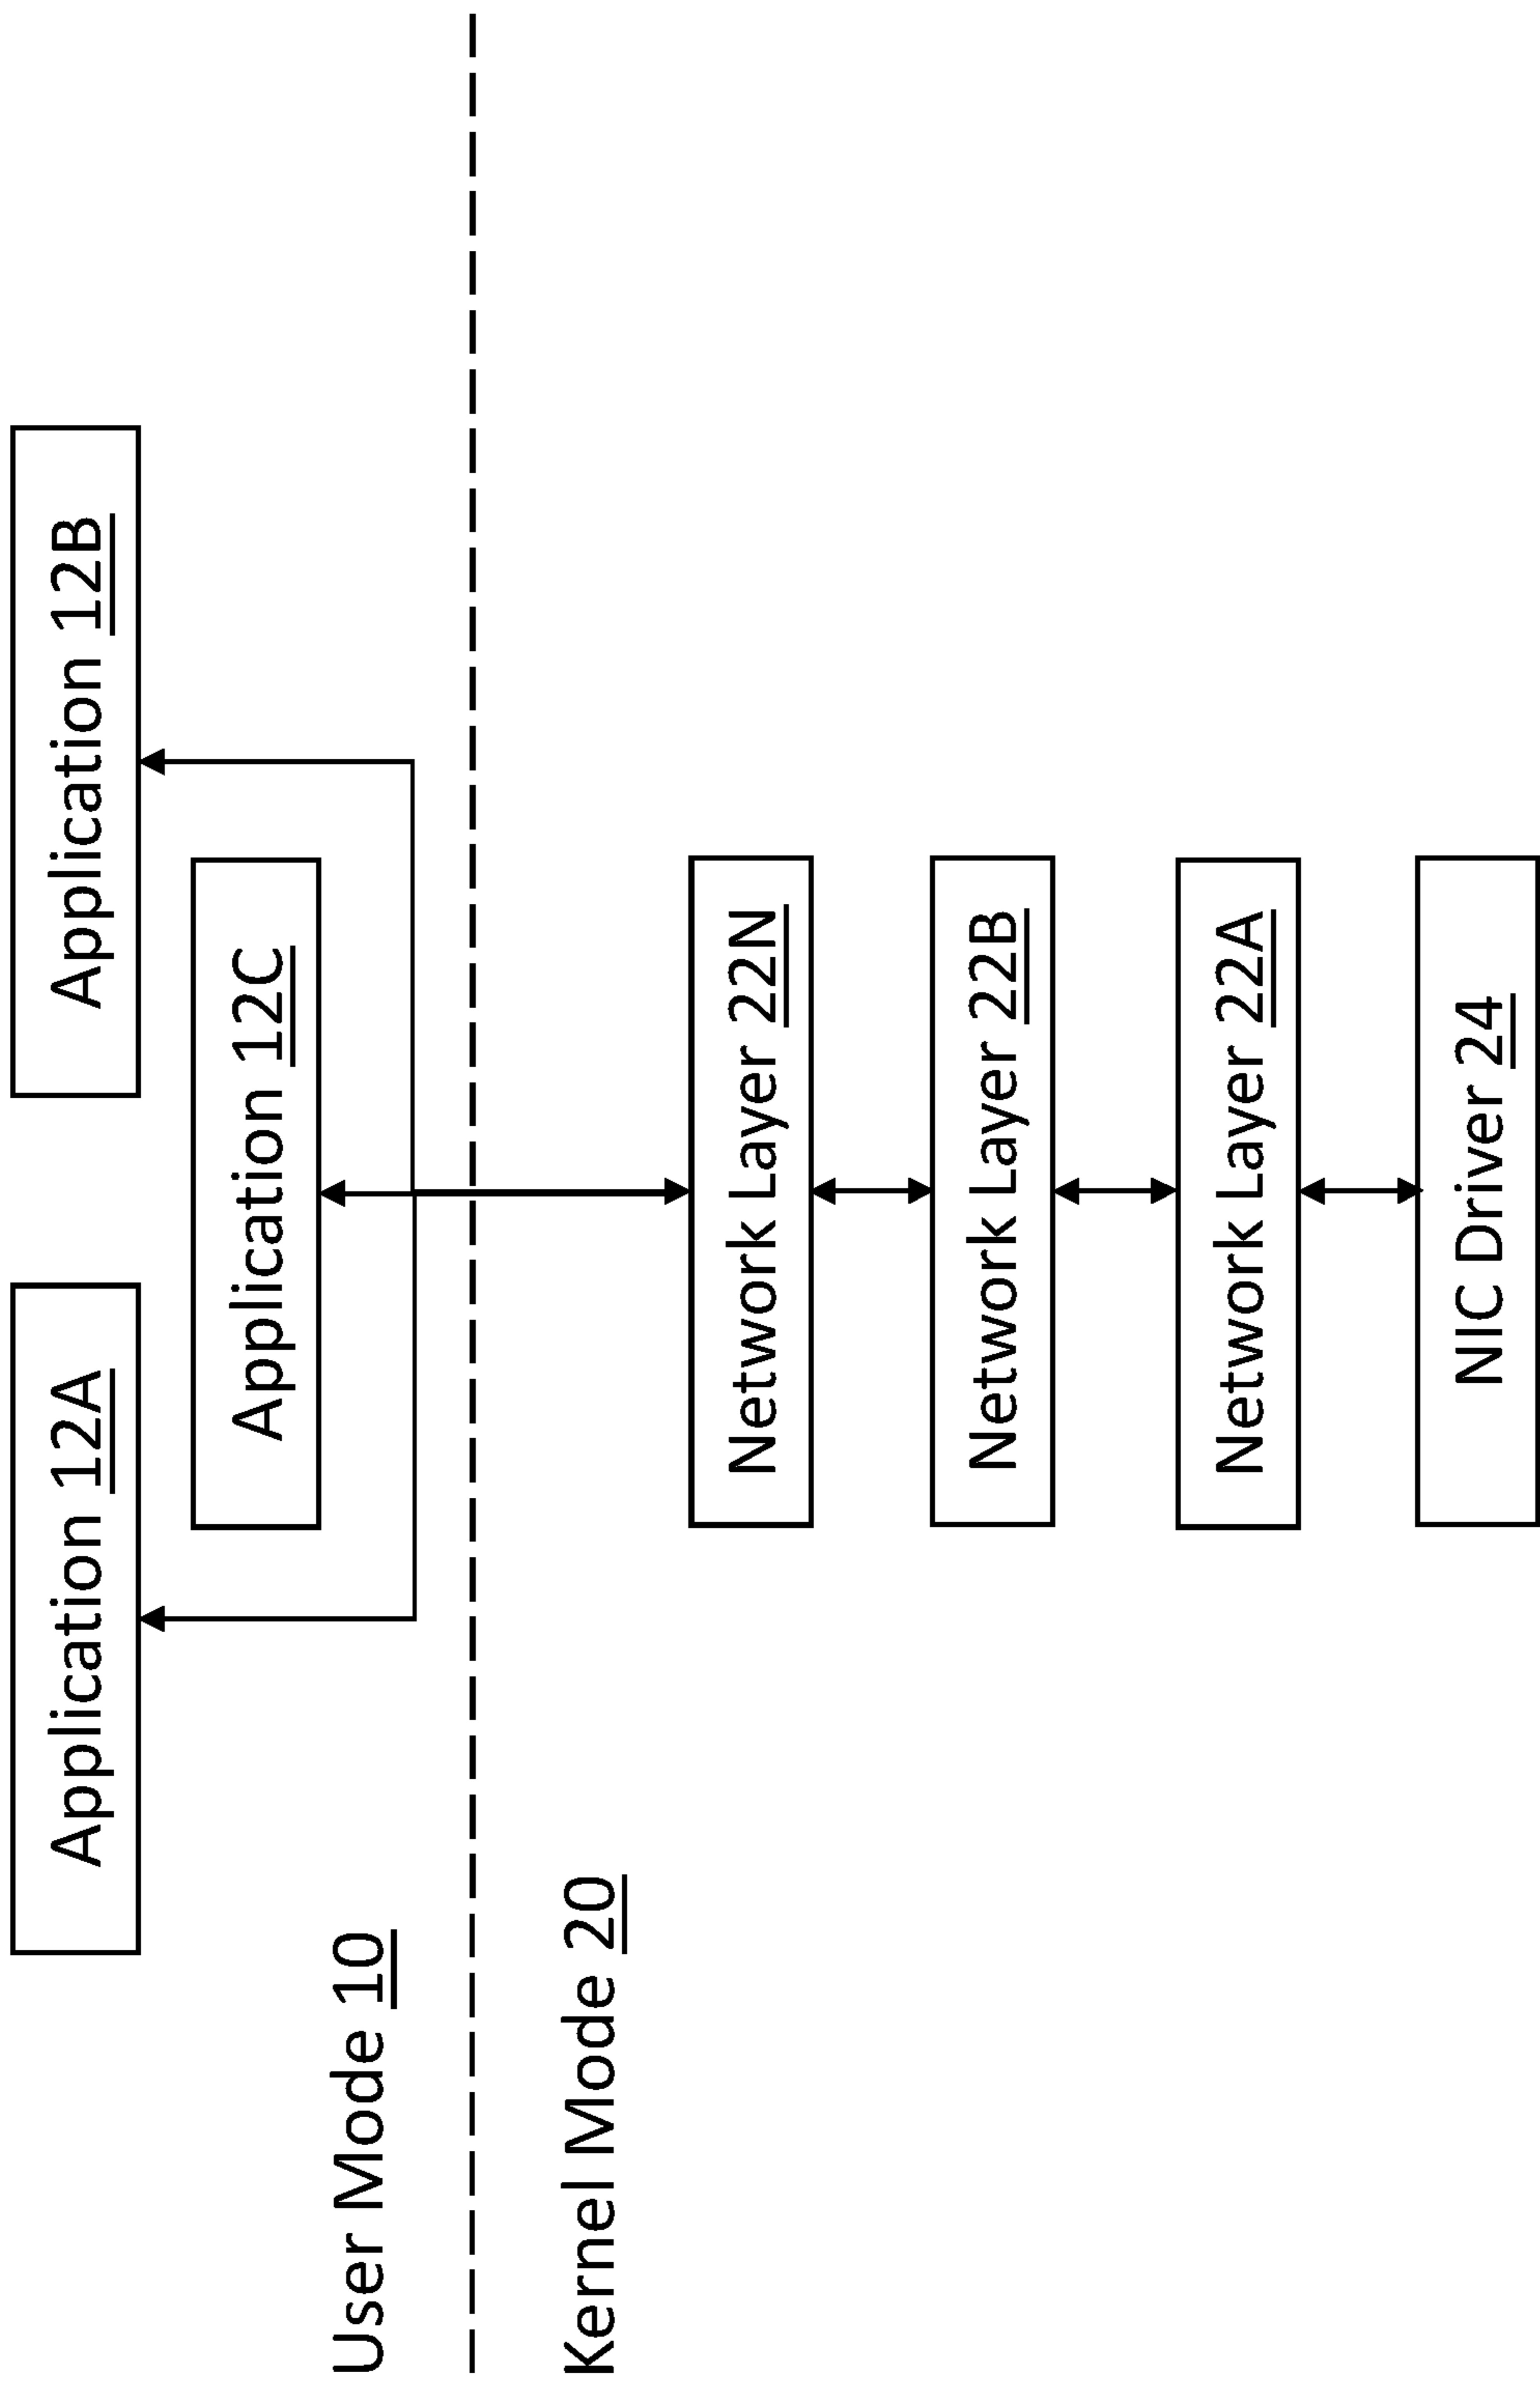 Application 12A
Application 12B
Application 12C
User Mode 10
Kernel Mode 20
Network Layer 22N
Network Layer 22B
Network Layer 22A
NIC Driver 24